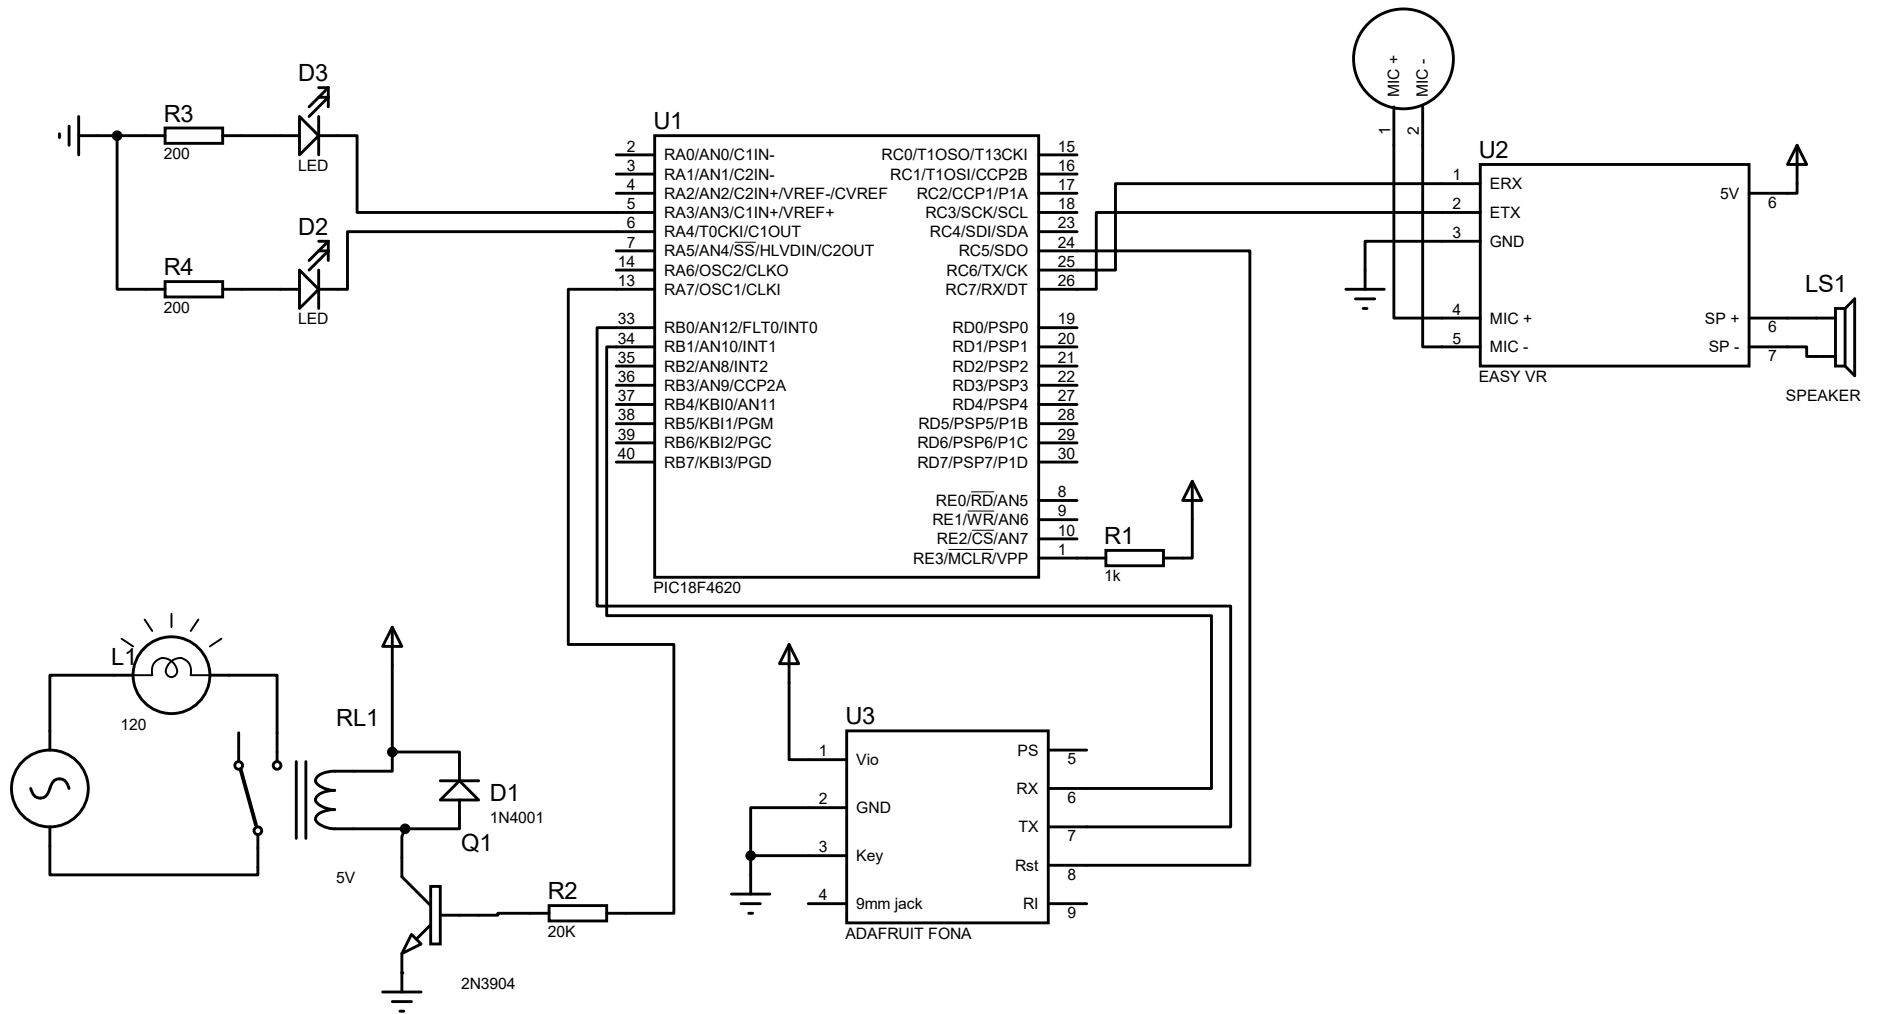 D3
R3
200
LED
D2
R4
200
LED
U1
2 RA0/AN0/C1IN-
3 RA1/AN1/C2IN-
4 RA2/AN2/C2IN+/VREF-/CVREF
5 RA3/AN3/C1IN+/VREF+
6 RA4/T0CKI/C1OUT
7 RA5/AN4/SS/HLVDIN/C2OUT
14 RA6/OSC2/CLKO
13 RA7/OSC1/CLKI
33 RB0/AN12/FLT0/INT0
34 RB1/AN10/INT1
35 RB2/AN8/INT2
36 RB3/AN9/CCP2A
37 RB4/KBI0/AN11
38 RB5/KBI1/PGM
39 RB6/KBI2/PGC
40 RB7/KBI3/PGD
RC0/T1OSO/T13CKI 15
RC1/T1OSI/CCP2B 16
RC2/CCP1/P1A 17
RC3/SCK/SCL 18
RC4/SDI/SDA 23
RC5/SDO 24
RC6/TX/CK 25
RC7/RX/DT 26
RD0/PSP0 19
RD1/PSP1 20
RD2/PSP2 21
RD3/PSP3 22
RD4/PSP4 27
RD5/PSP5/P1B 28
RD6/PSP6/P1C 29
RD7/PSP7/P1D 30
RE0/RD/AN5 8
RE1/WR/AN6 9
RE2/CS/AN7 10
RE3/MCLR/VPP 1
PIC18F4620
R1
1k
MIC +
MIC -
1
2
U2
1 ERX
2 ETX
3 GND
4 MIC +
5 MIC -
5V 6
SP + 6
SP - 7
EASY VR
LS1
SPEAKER
L1
120
RL1
5V
D1
1N4001
Q1
2N3904
R2
20K
U3
1 Vio
2 GND
3 Key
4 9mm jack
PS 5
RX 6
TX 7
Rst 8
RI 9
ADAFRUIT FONA